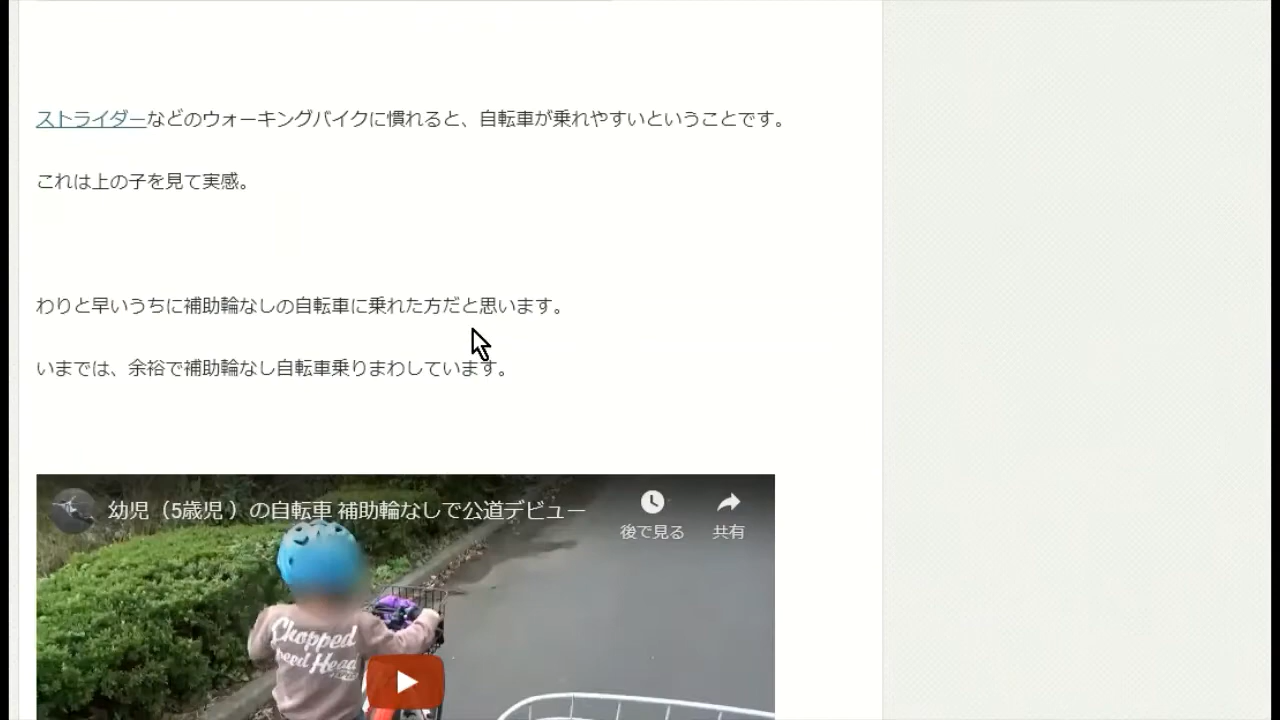 ストライダーなどのウォーキングバイクに慣れると、自転車が乗れやすいということです。
これは上の子を見て実感。
わりと早いうちに補助輪なしの自転車に乗れた方だと思います。
いまでは、余裕で補助輪なし自転車乗りまわしています。
幼児（5歳児 ）の自転車 補助輪なしで公道デビュー
後で見る
共有
Chopped
Head